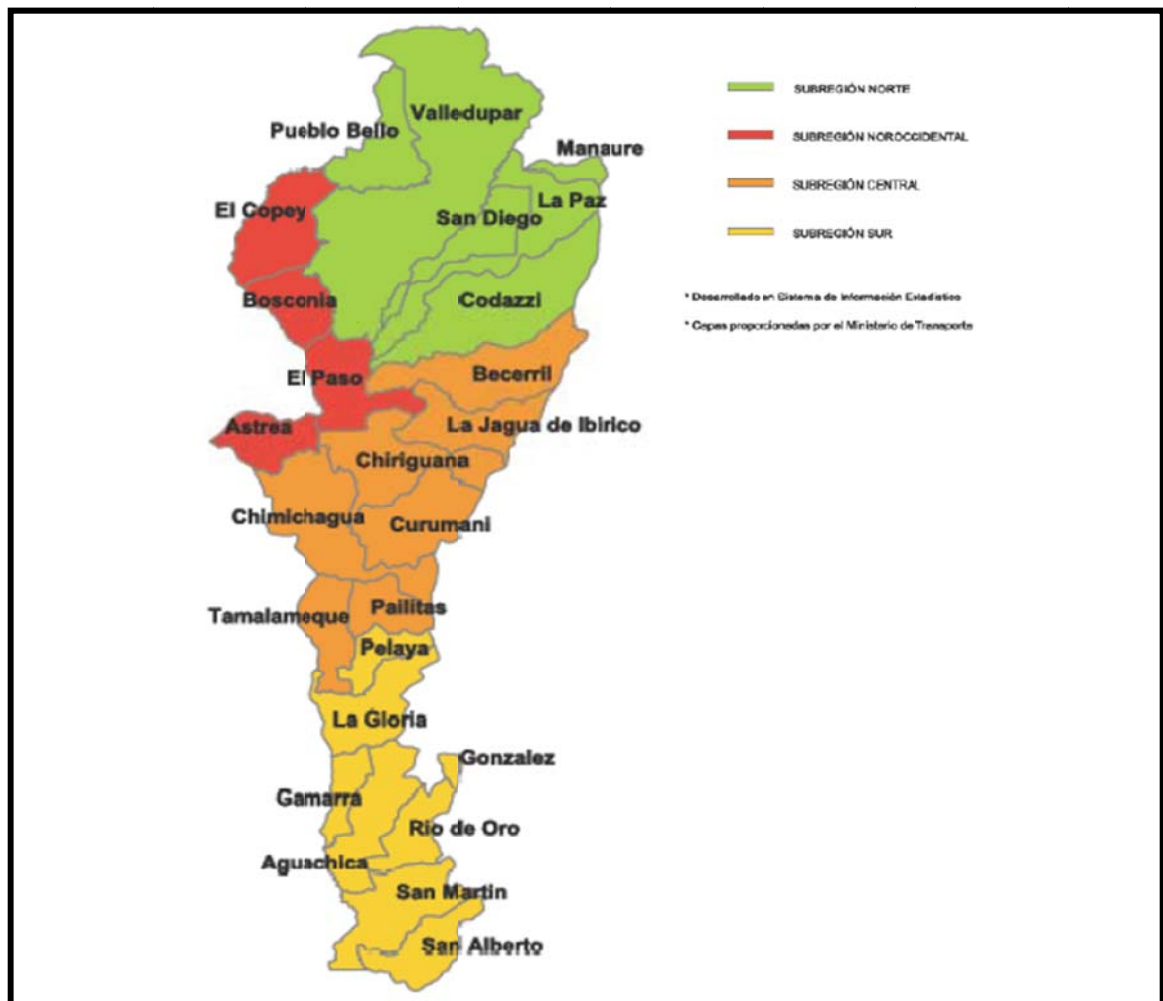 Valledupar
Pueblo Bello
Manaure
La Paz
El Copey
San Diego
Bosconia
Codazzi
El Paso
Becerril
Astrea
La Jagua de Ibirico
Chiriguana
Chimichagua
Curumani
Tamalameque
Pailitas
Pelaya
La Gloria
Gonzalez
Gamarra
Rio de Oro
Aguachica
San Martin
San Alberto
SUBREGIÓN NORTE
SUBREGIÓN NOROCCIDENTAL
SUBREGIÓN CENTRAL
SUBREGIÓN SUR
* Desarrollado en Sistema de Información Estadístico
* Capas proporcionadas por el Ministerio de Transporte